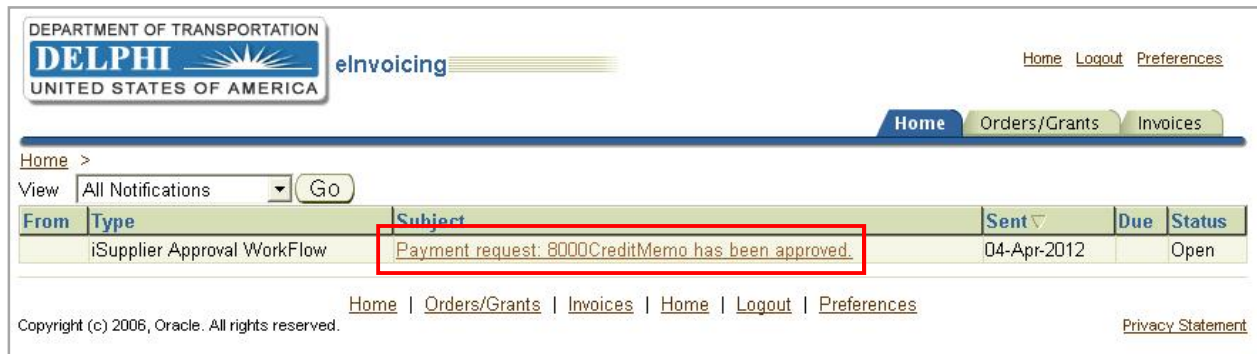 DEPARTMENT OF TRANSPORTATION
DELPHI
UNITED STATES OF AMERICA
eInvoicing
Home Logout Preferences
Home Orders/Grants Invoices
Home >
View All Notifications Go
From Type Subject Sent Due Status
iSupplier Approval WorkFlow Payment request: 8000CreditMemo has been approved. 04-Apr-2012 Open
Home | Orders/Grants | Invoices | Home | Logout | Preferences
Copyright (c) 2006, Oracle. All rights reserved.
Privacy Statement